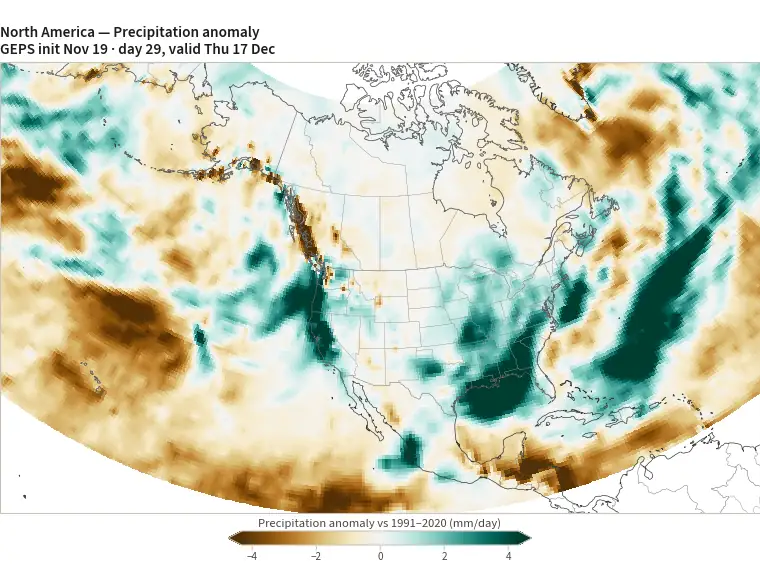 North America — Precipitation anomaly
GEPS init Nov 19 · day 29, valid Thu 17 Dec
Precipitation anomaly vs 1991–2020 (mm/day)
−4 −2 0 2 4